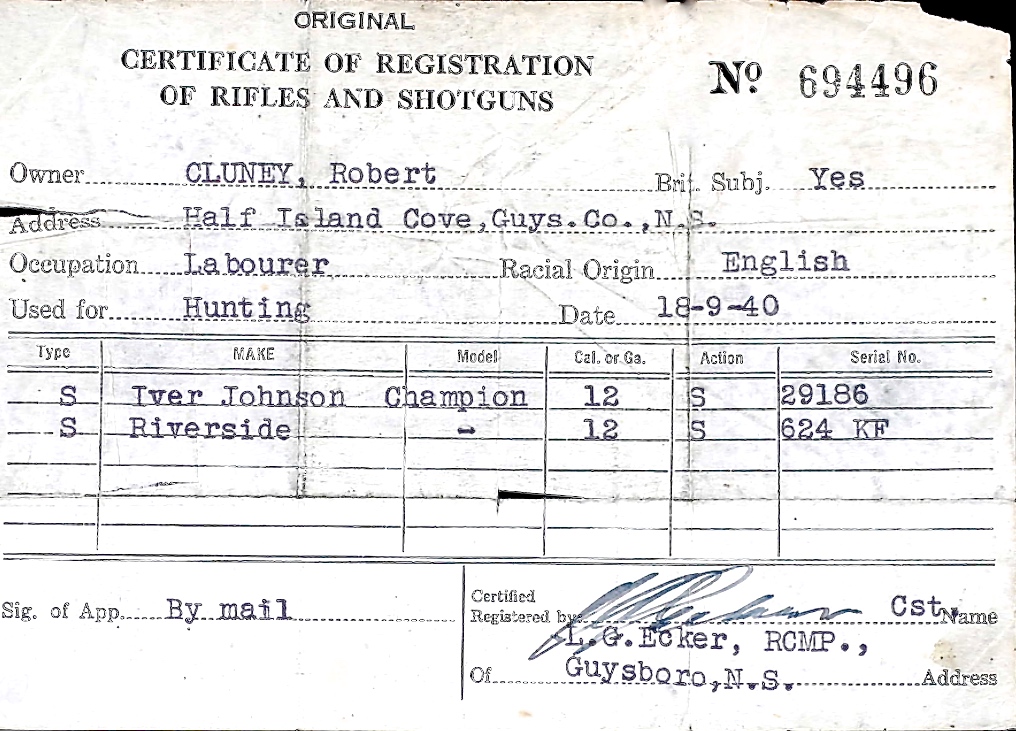 ORIGINAL
CERTIFICATE OF REGISTRATION
OF RIFLES AND SHOTGUNS
No. 694496
Owner CLUNEY, Robert Brit. Subj. Yes
Address Half Island Cove,Guys.Co.,N.S.
Occupation Labourer Racial Origin English
Used for Hunting Date 18-9-40
Type MAKE Model Cal. or Ga. Action Serial No.
S Iver Johnson Champion 12 S 29186
S Riverside - 12 S 624 KF
Sig. of App. By mail
Certified
Registered by Cst. Name
L.G.Ecker, RCMP.,
Of Guysboro,N.S. Address